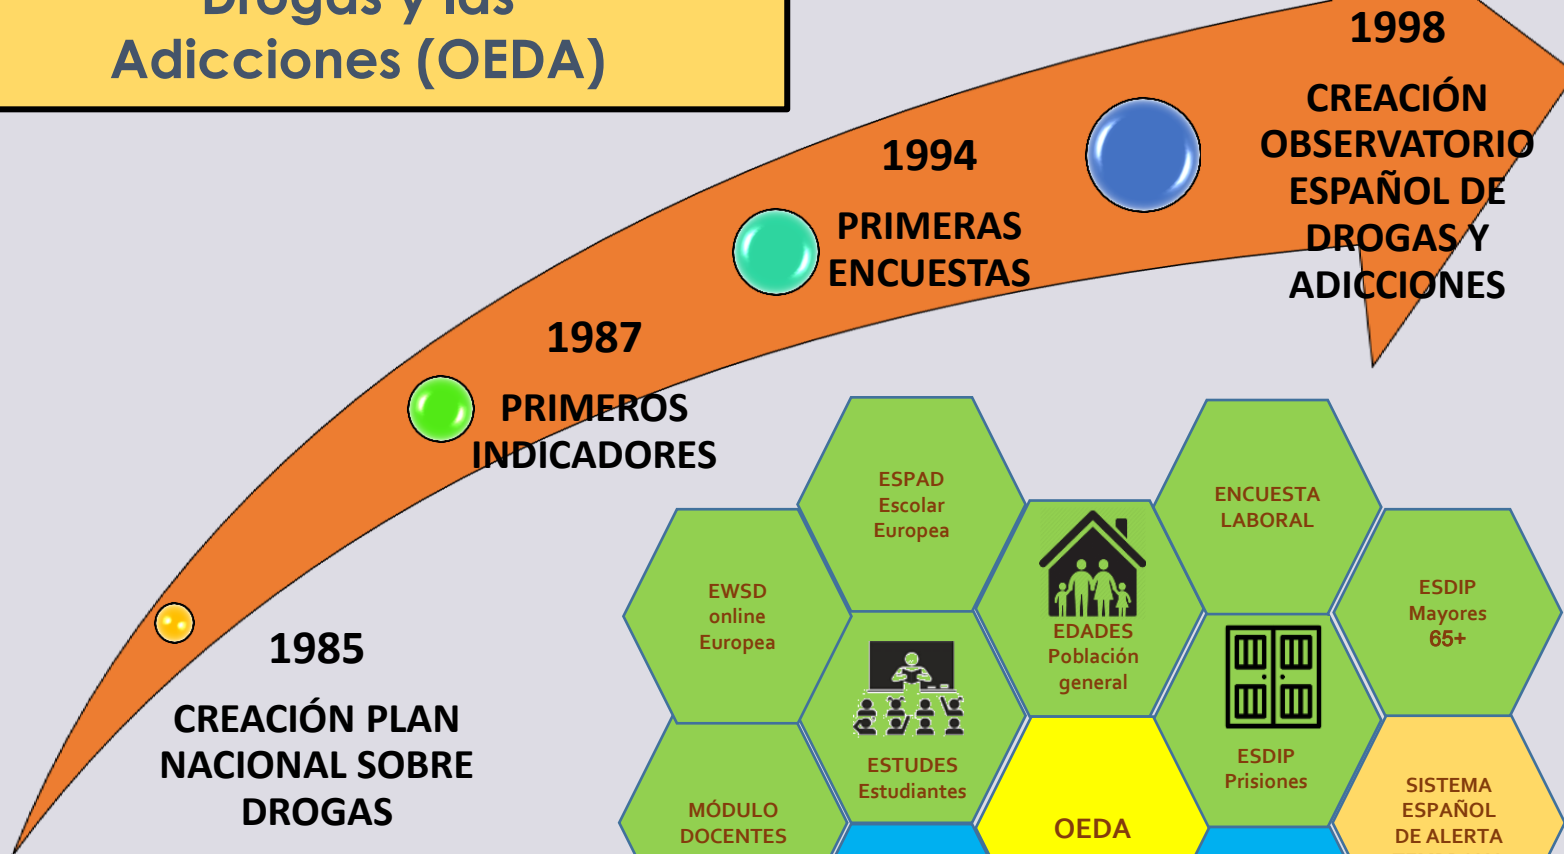 Drogas y las
Adicciones (OEDA)
1998
CREACIÓN
OBSERVATORIO
ESPAÑOL DE
DROGAS Y
ADICCIONES
1994
PRIMERAS
ENCUESTAS
1987
PRIMEROS
INDICADORES
1985
CREACIÓN PLAN
NACIONAL SOBRE
DROGAS
ESPAD
Escolar
Europea
ENCUESTA
LABORAL
EWSD
online
Europea
EDADES
Población
general
ESDIP
Mayores
65+
ESTUDES
Estudiantes
ESDIP
Prisiones
MÓDULO
DOCENTES
OEDA
SISTEMA
ESPAÑOL
DE ALERTA